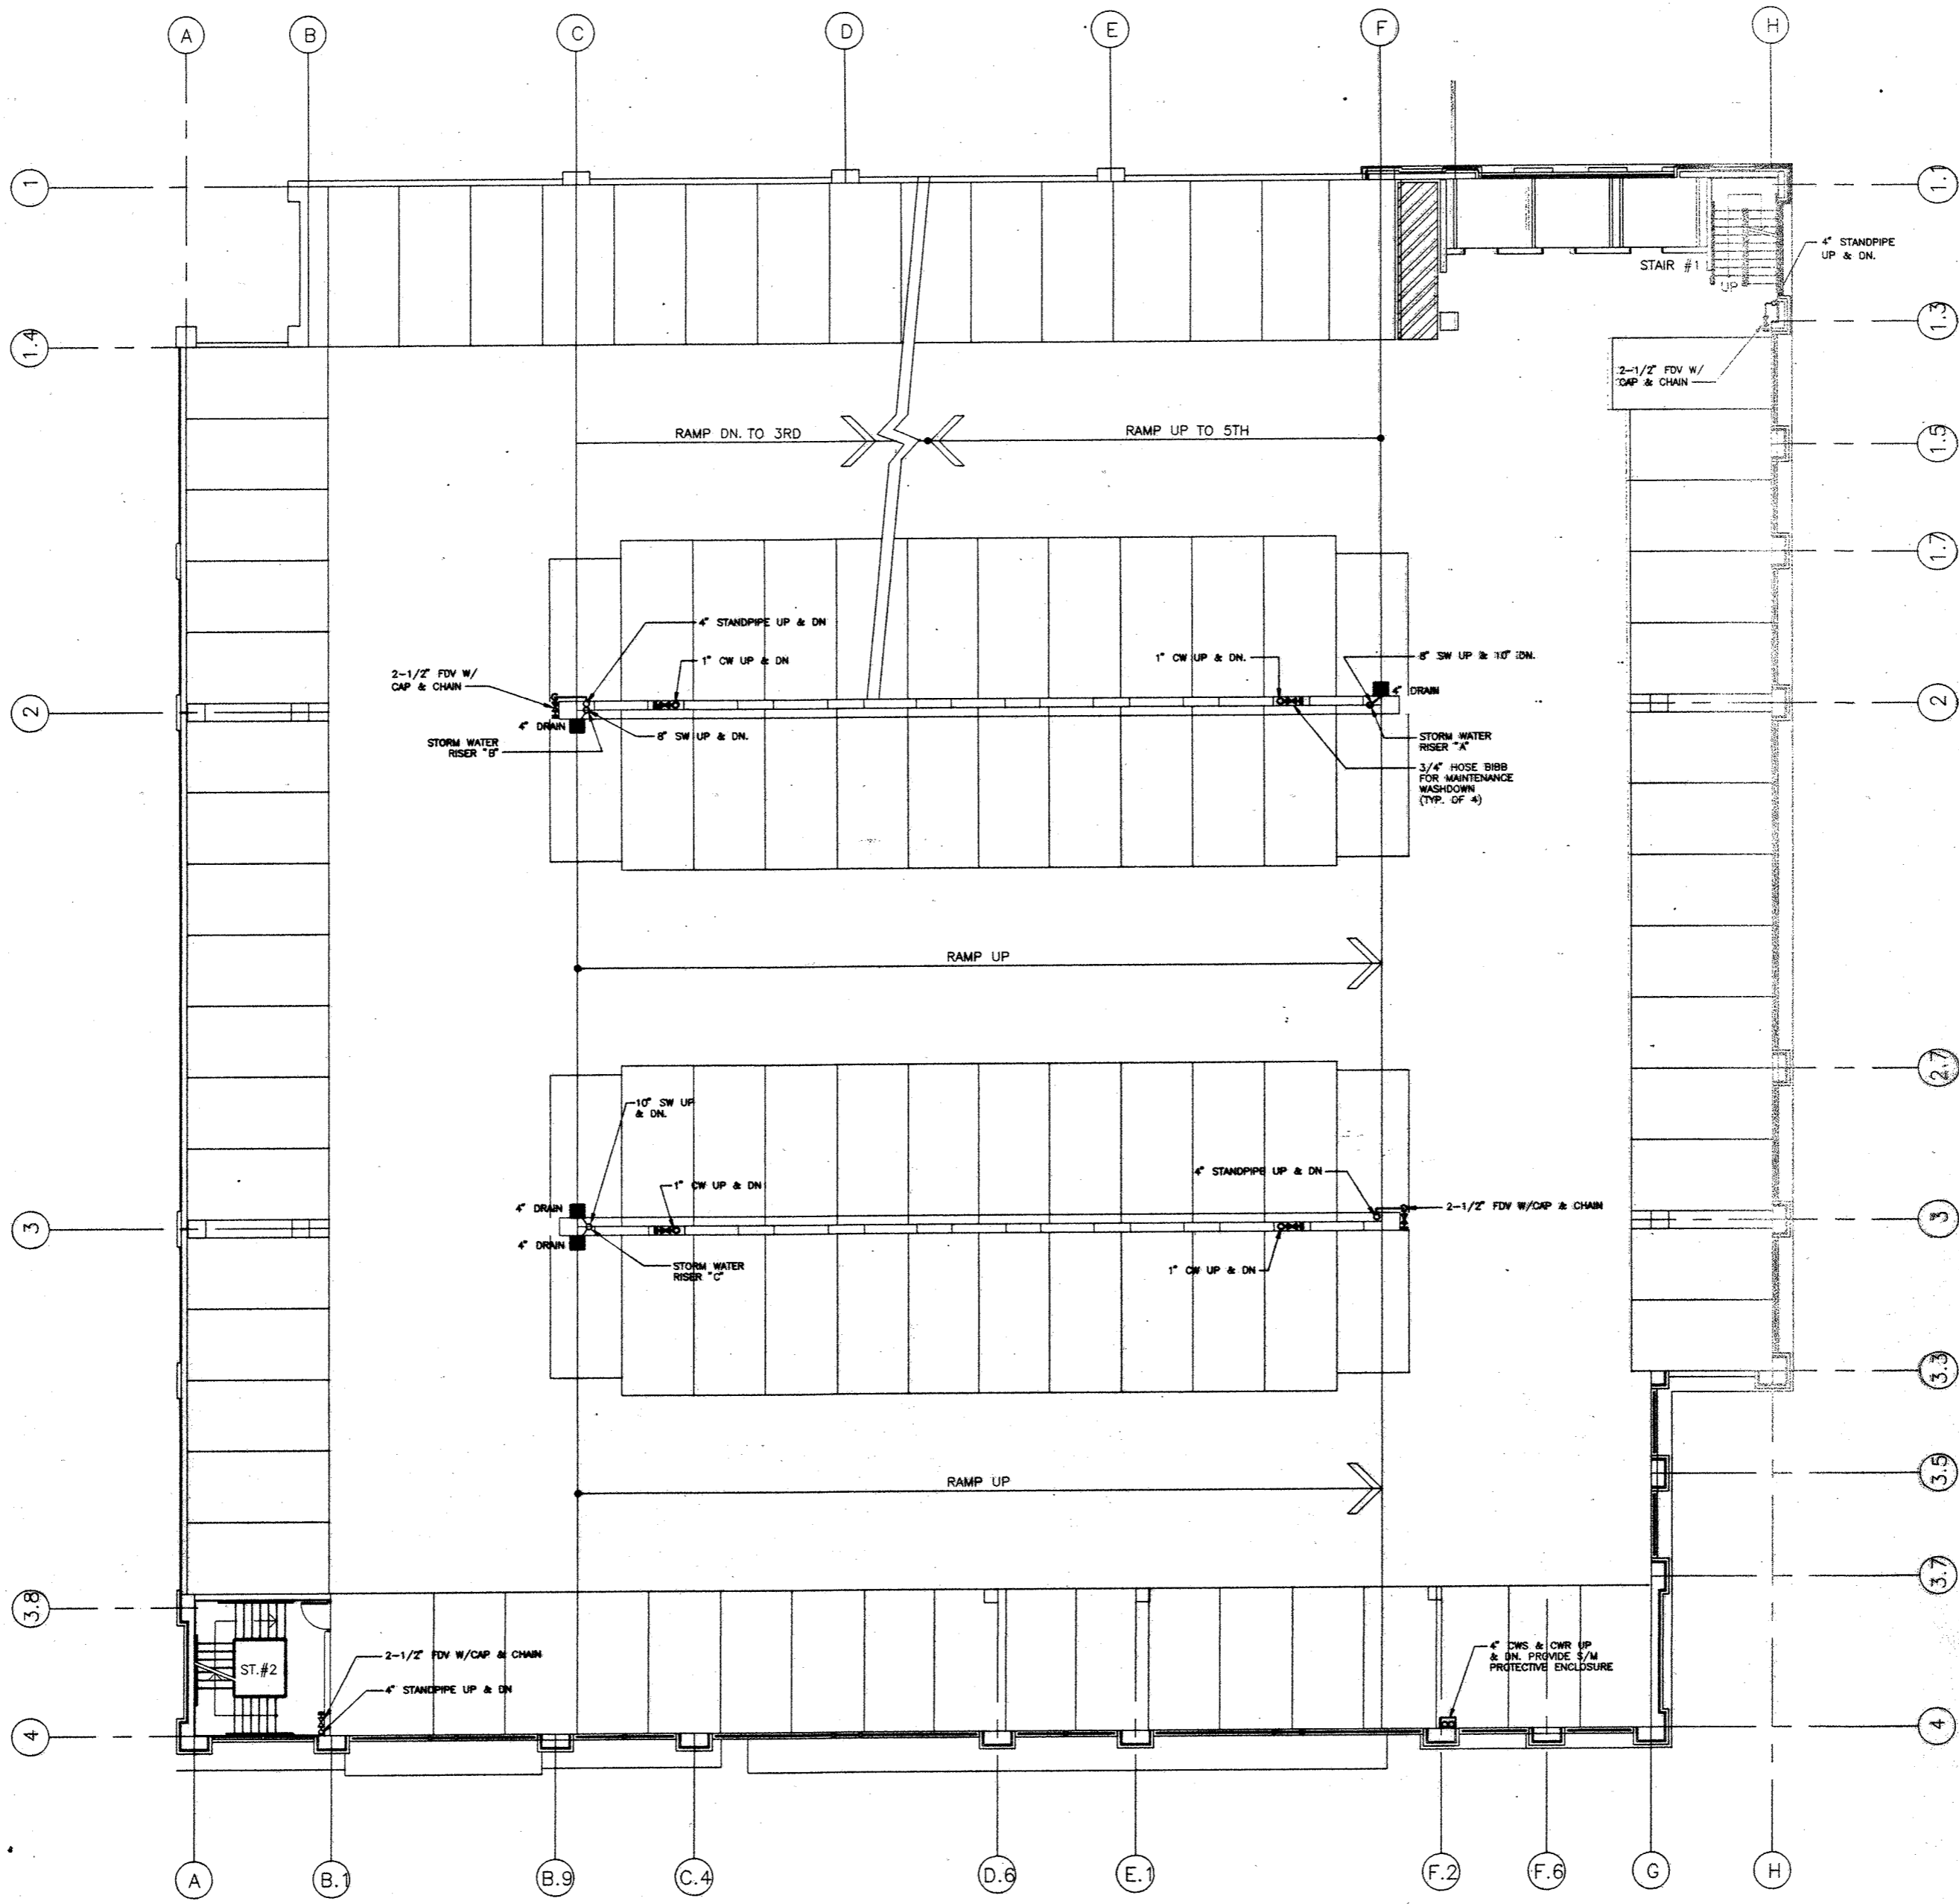 A
B
C
D
E
F
H
1
1.1
4" STANDPIPE
UP & DN.
STAIR #1
UP
1.3
1.4
2-1/2" FDV W/
CAP & CHAIN
RAMP DN. TO 3RD
RAMP UP TO 5TH
1.5
1.7
4" STANDPIPE UP & DN
1" CW UP & DN
2-1/2" FDV W/
CAP & CHAIN
1" CW UP & DN.
8" SW UP & 10" DN.
4" DRAIN
2
2
4" DRAIN
8" SW UP & DN.
STORM WATER
RISER "B"
STORM WATER
RISER "A"
3/4" HOSE BIBB
FOR MAINTENANCE
WASHDOWN
(TYP. OF 4)
RAMP UP
2.7
10" SW UP
& DN.
4" STANDPIPE UP & DN
1" CW UP & DN
4" DRAIN
2-1/2" FDV W/CAP & CHAIN
3
3
4" DRAIN
STORM WATER
RISER "C"
1" CW UP & DN
3.3
3.5
RAMP UP
3.7
3.8
2-1/2" FDV W/CAP & CHAIN
ST.#2
4" STANDPIPE UP & DN
4" CWS & CWR UP
& DN. PROVIDE S/M
PROTECTIVE ENCLOSURE
4
4
A
B.1
B.9
C.4
D.6
E.1
F.2
F.6
G
H